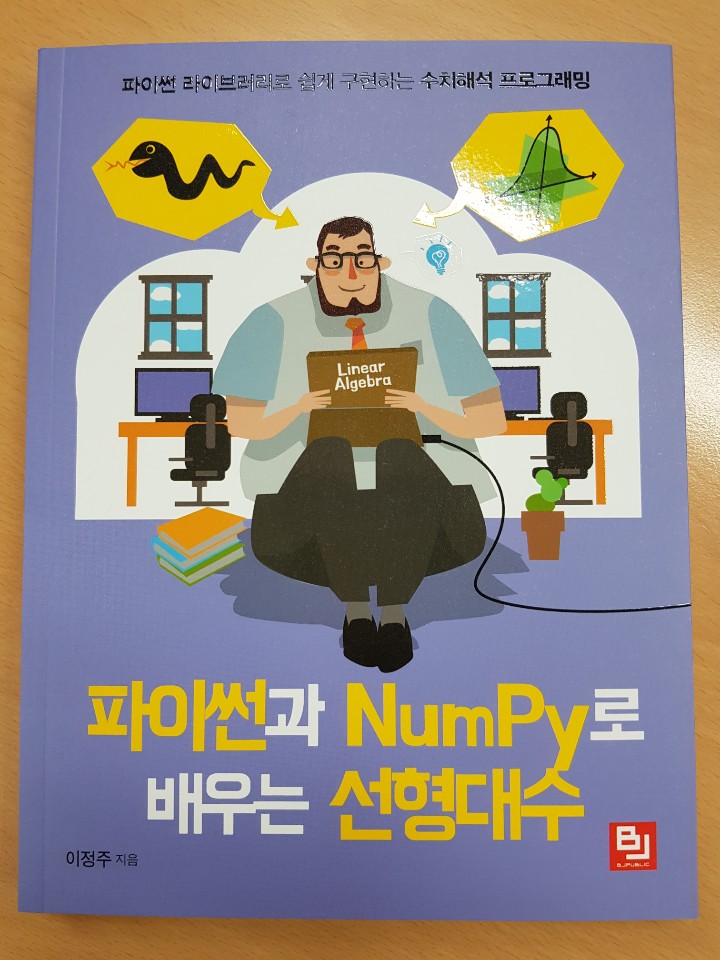 파이썬 라이브러리로 쉽게 구현하는 수치해석 프로그래밍
Linear
Algebra
파이썬과 NumPy로
배우는 선형대수
이정주 지음
BJ
BJPUBLIC